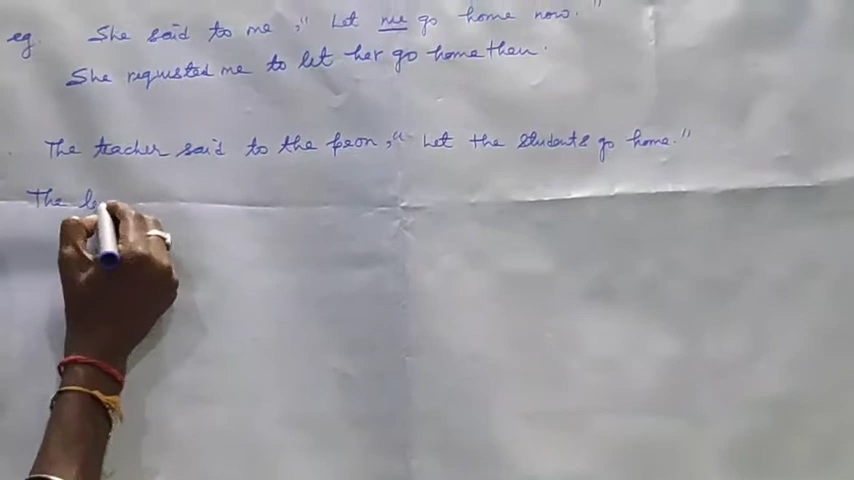 eg. She said to me, "Let me go home now."
She requested me to let her go home then.
The teacher said to the peon, "Let the students go home."
The